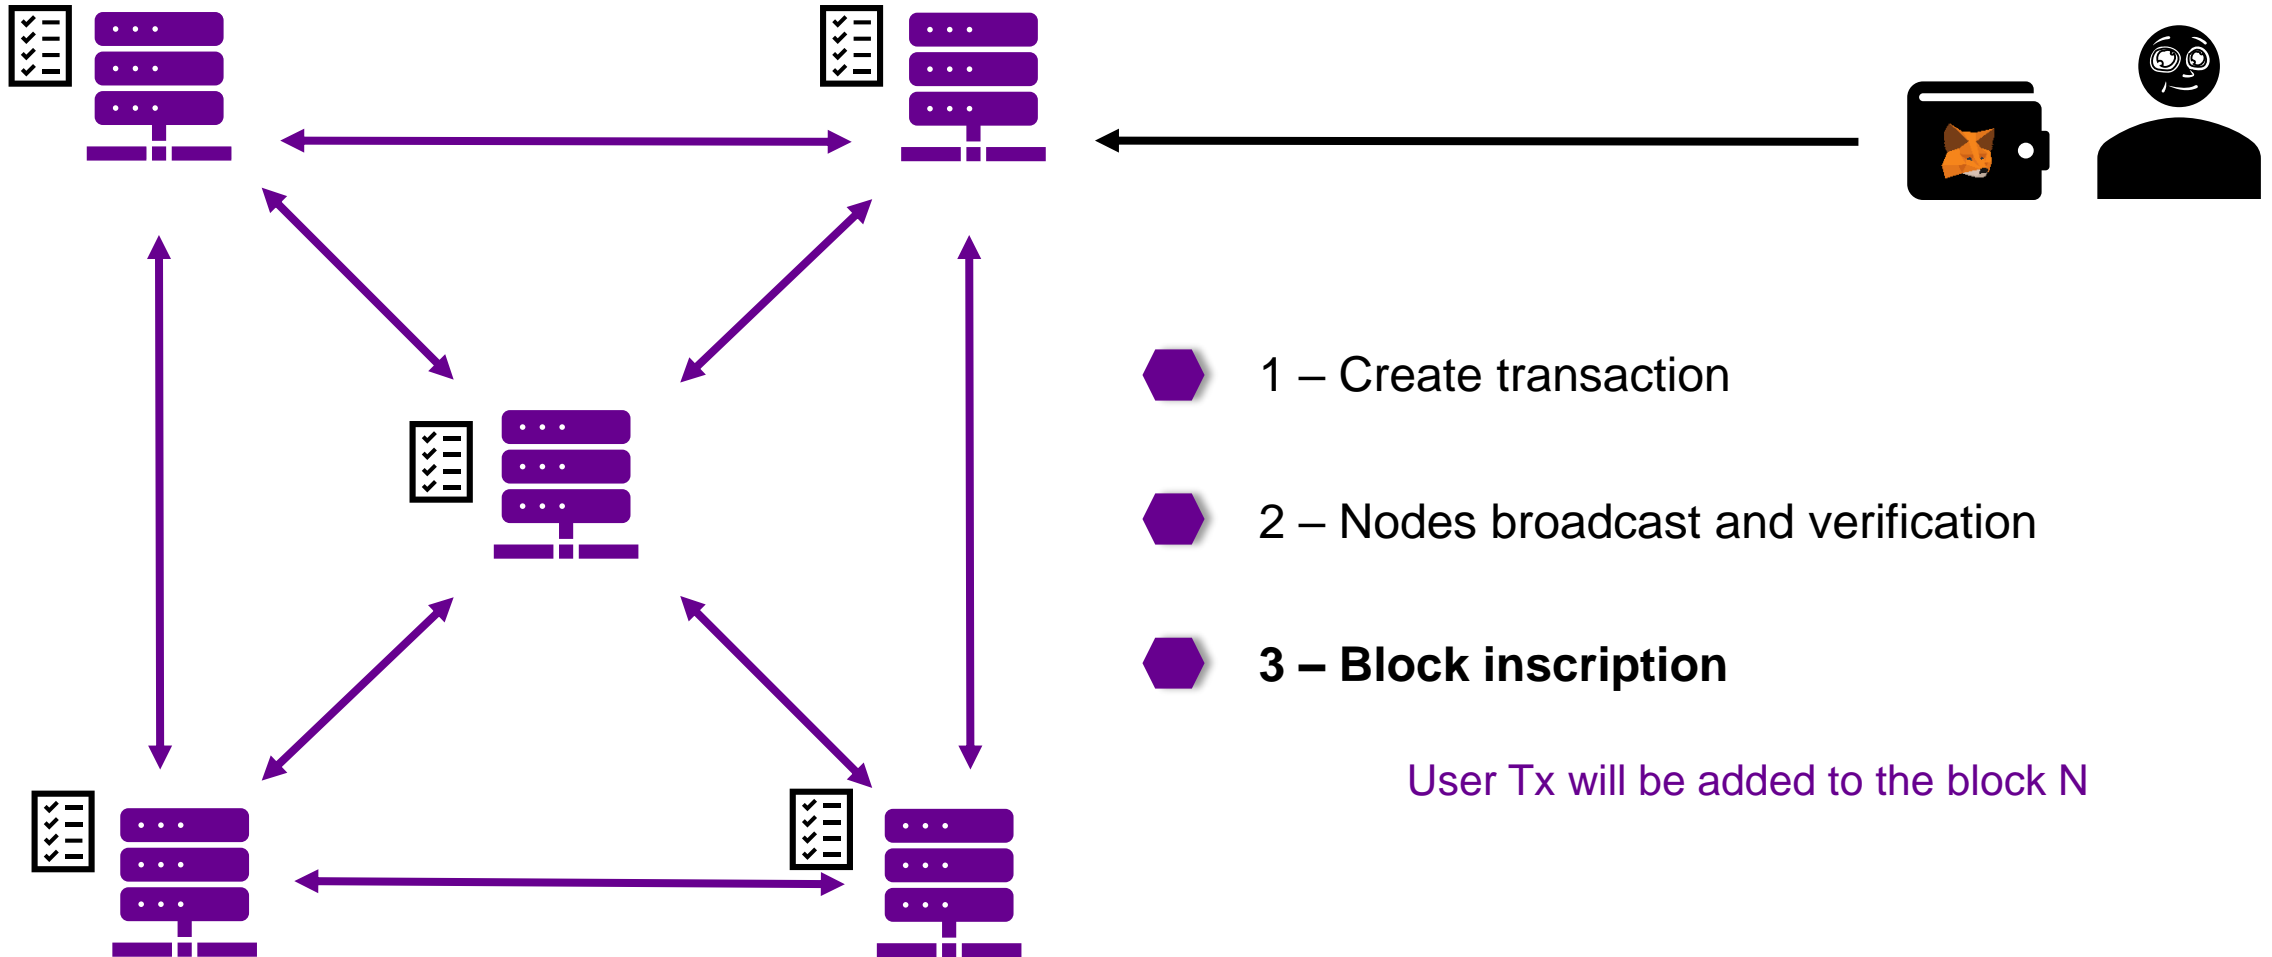 1 – Create transaction
2 – Nodes broadcast and verification
3 – Block inscription
User Tx will be added to the block N